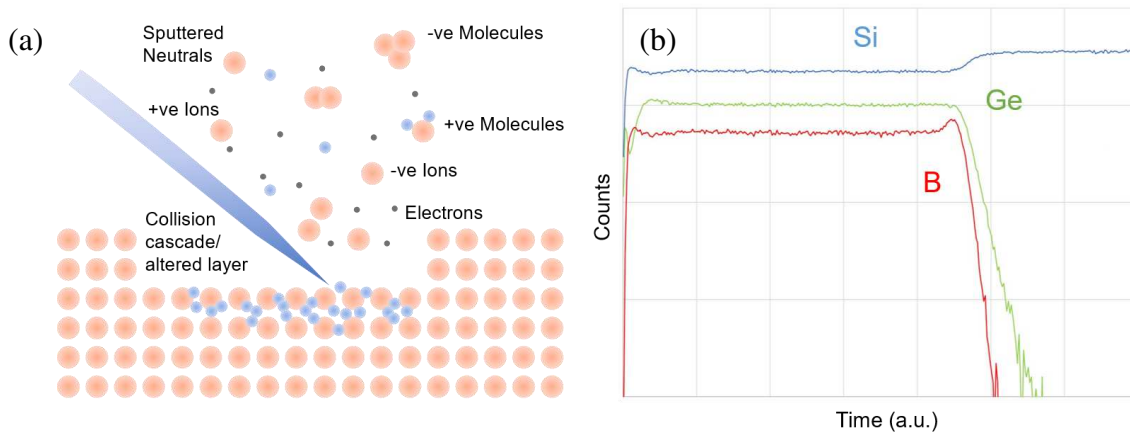 (a)
Sputtered
Neutrals
-ve Molecules
+ve Ions
+ve Molecules
-ve Ions
Electrons
Collision
cascade/
altered layer
(b)
Si
Ge
B
Counts
Time (a.u.)